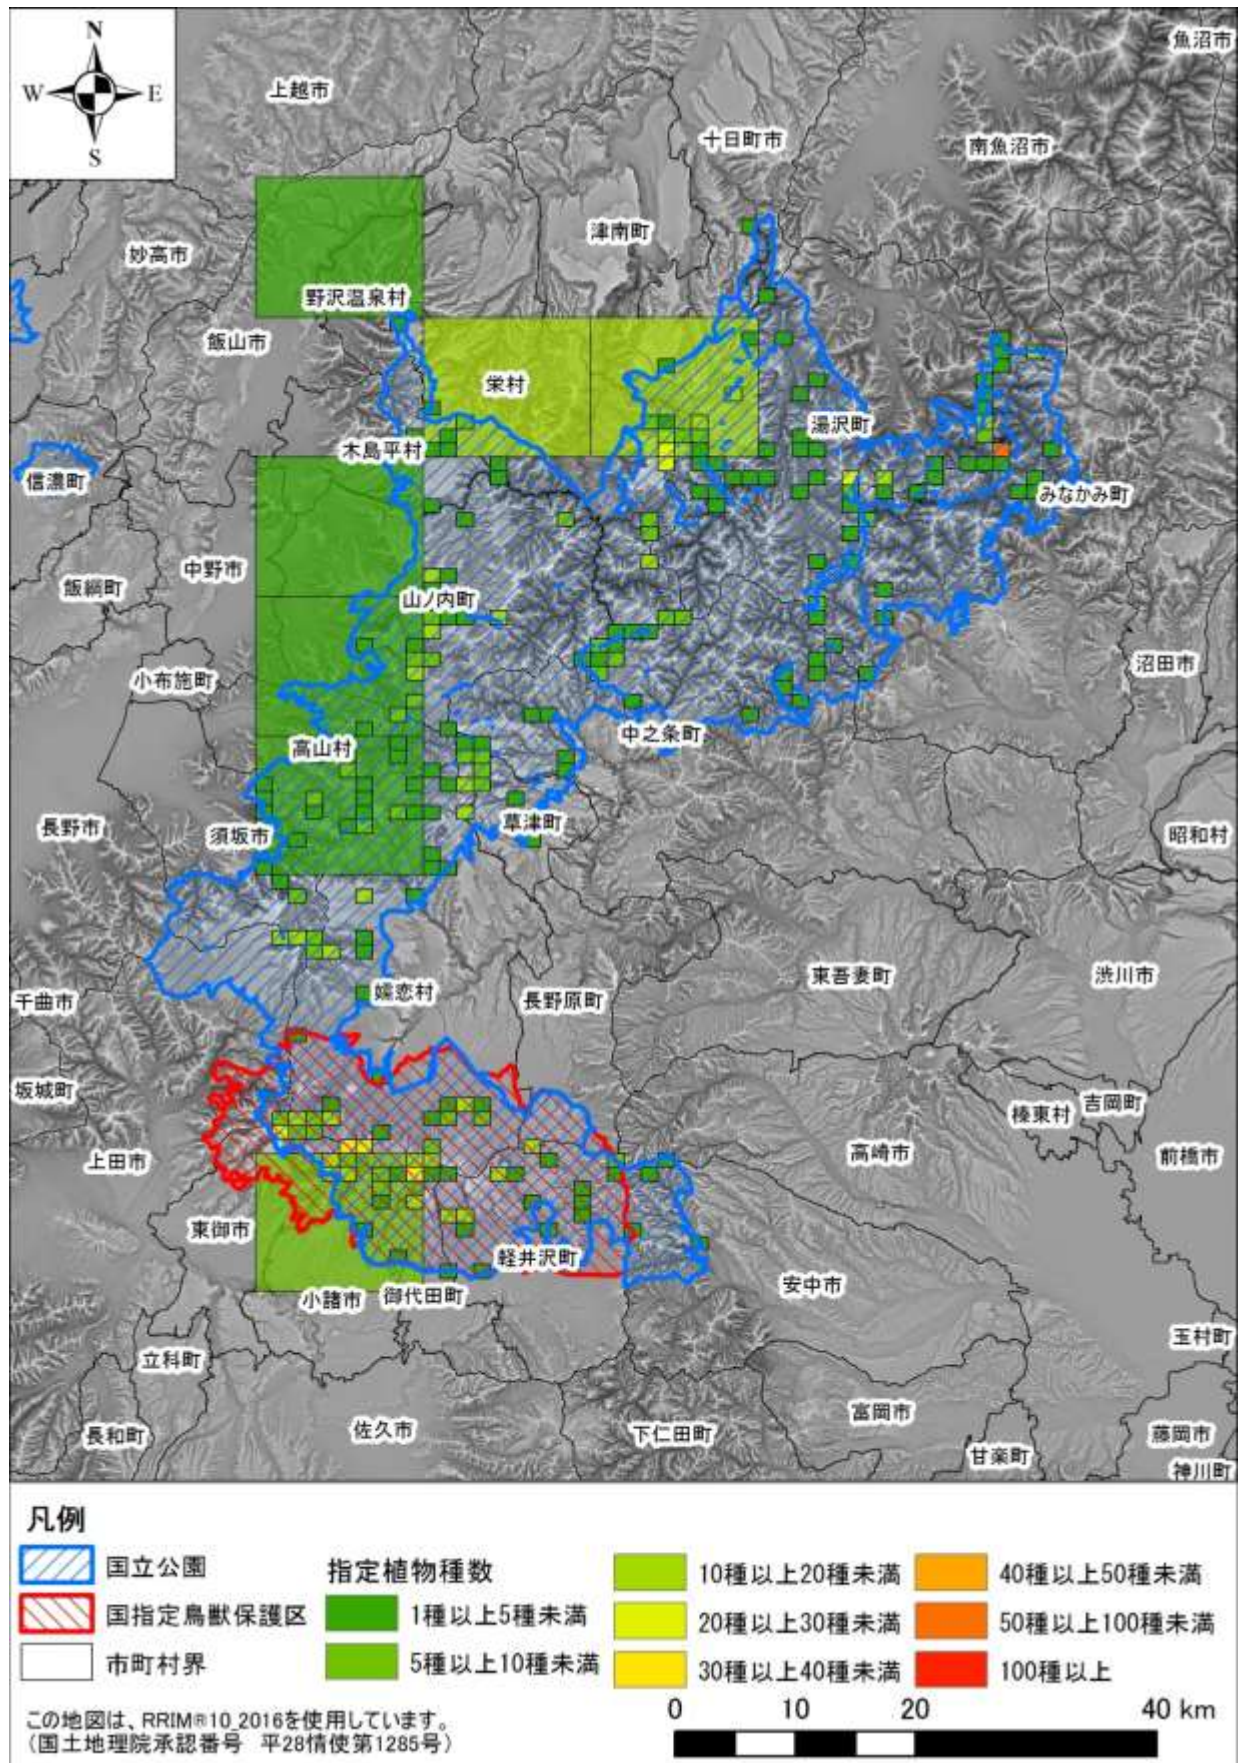 N
W E
S
魚沼市
上越市
十日町市
南魚沼市
津南町
妙高市
野沢温泉村
飯山市
栄村
湯沢町
木島平村
信濃町
みなかみ町
中野市
飯綱町
山ノ内町
沼田市
小布施町
中之条町
高山村
長野市
須坂市
草津町
昭和村
東吾妻町
渋川市
千曲市
嬬恋村
長野原町
坂城町
吉岡町
榛東村
上田市
高崎市
前橋市
東御市
軽井沢町
安中市
小諸市
御代田町
玉村町
立科町
富岡市
佐久市
下仁田町
長和町
藤岡市
甘楽町
神川町
凡例
国立公園
国指定鳥獣保護区
市町村界
指定植物種数
1種以上5種未満
5種以上10種未満
10種以上20種未満
20種以上30種未満
30種以上40種未満
40種以上50種未満
50種以上100種未満
100種以上
この地図は、RRIM®10_2016を使用しています。
（国土地理院承認番号 平28情使第1285号）
0 10 20 40 km